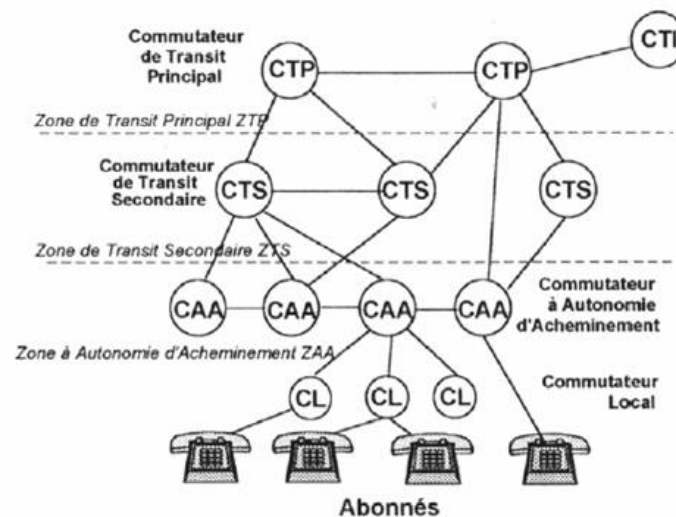 Commutateur
de Transit
Principal
CTP
CTP
Zone de Transit Principal ZTP
Commutateur
de Transit
Secondaire
CTS
CTS
CTS
Zone de Transit Secondaire ZTS
CAA
CAA
CAA
CAA
Commutateur
à Autonomie
d'Acheminement
Zone à Autonomie d'Acheminement ZAA
CL
CL
CL
Commutateur
Local
Abonnés